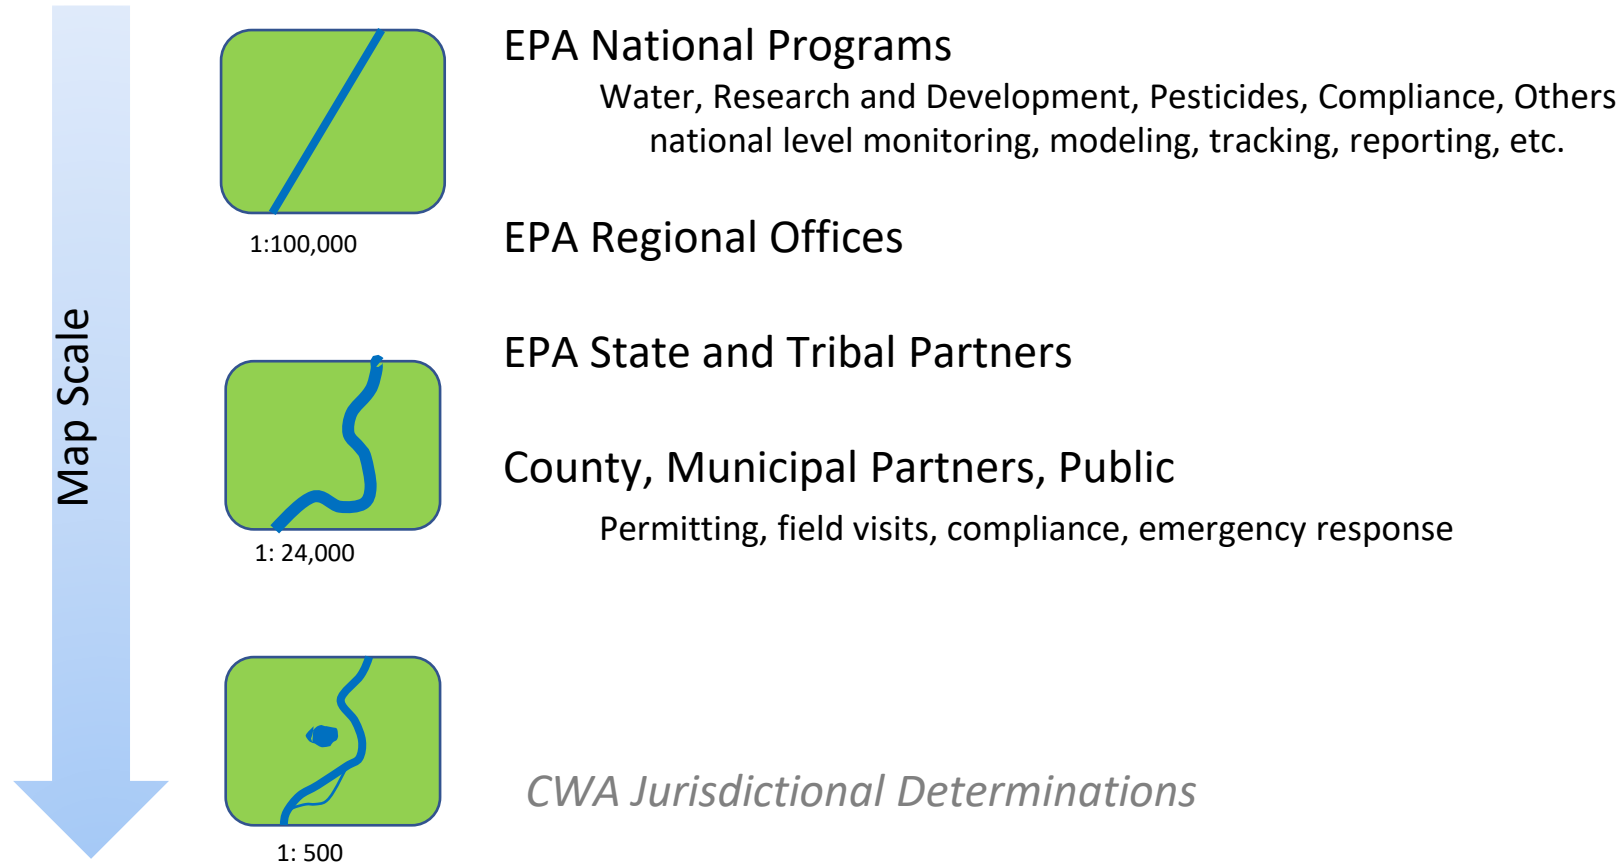 EPA National Programs
Water, Research and Development, Pesticides, Compliance, Others
national level monitoring, modeling, tracking, reporting, etc.
1:100,000
EPA Regional Offices
Map Scale
EPA State and Tribal Partners
County, Municipal Partners, Public
Permitting, field visits, compliance, emergency response
1: 24,000
CWA Jurisdictional Determinations
1: 500